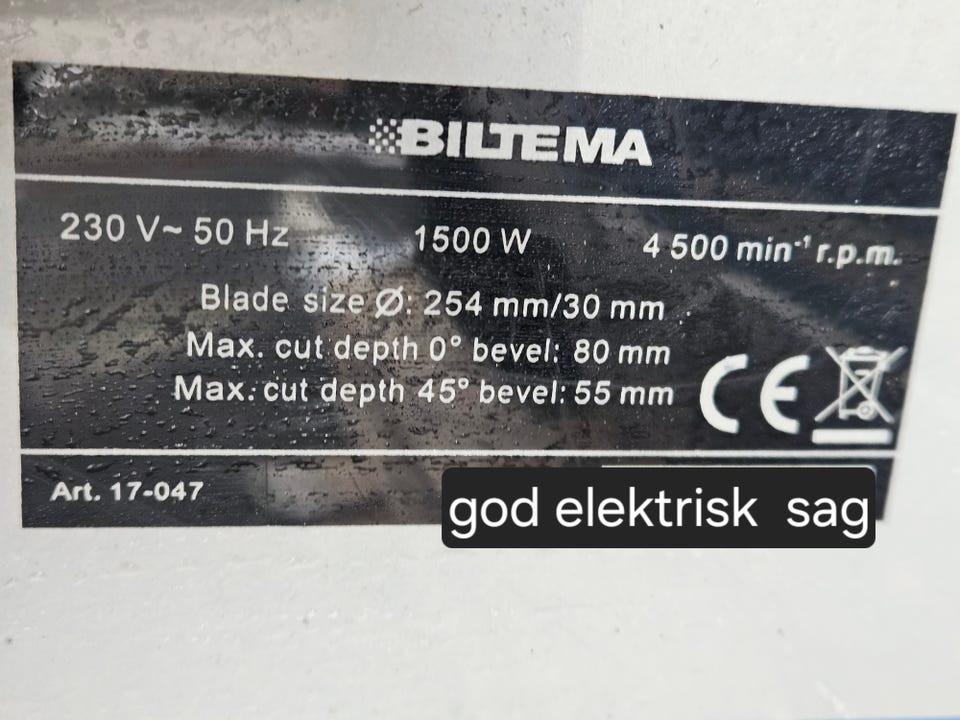 BILTEMA
230 V~ 50 Hz 1500 W 4 500 min⁻¹ r.p.m.
Blade size Ø: 254 mm/30 mm
Max. cut depth 0° bevel: 80 mm
Max. cut depth 45° bevel: 55 mm
CE
Art. 17-047
god elektrisk sag